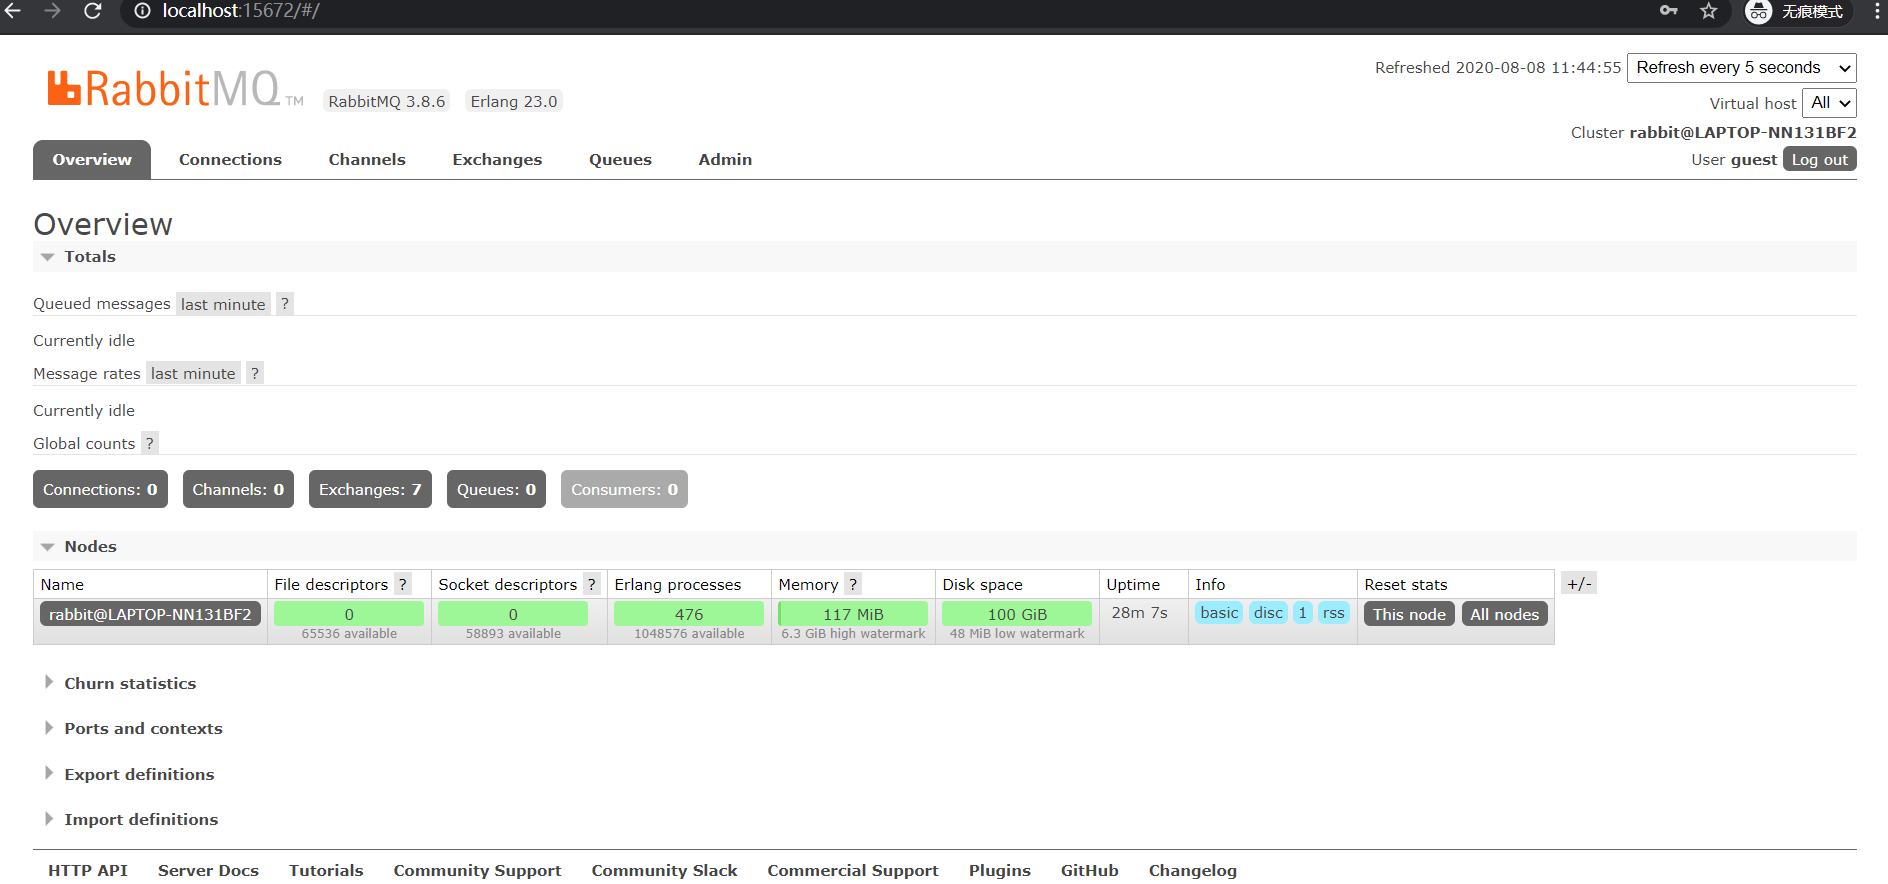 localhost:15672/#/
无痕模式
RabbitMQ TM
RabbitMQ 3.8.6 Erlang 23.0
Refreshed 2020-08-08 11:44:55 Refresh every 5 seconds
Virtual host All
Cluster rabbit@LAPTOP-NN131BF2
User guest Log out
Overview Connections Channels Exchanges Queues Admin
Overview
Totals
Queued messages last minute ?
Currently idle
Message rates last minute ?
Currently idle
Global counts ?
Connections: 0 Channels: 0 Exchanges: 7 Queues: 0 Consumers: 0
Nodes
Name File descriptors ? Socket descriptors ? Erlang processes Memory ? Disk space Uptime Info Reset stats +/-
rabbit@LAPTOP-NN131BF2 0 0 476 117 MiB 100 GiB 28m 7s basic disc 1 rss This node All nodes
65536 available 58893 available 1048576 available 6.3 GiB high watermark 48 MiB low watermark
Churn statistics
Ports and contexts
Export definitions
Import definitions
HTTP API Server Docs Tutorials Community Support Community Slack Commercial Support Plugins GitHub Changelog